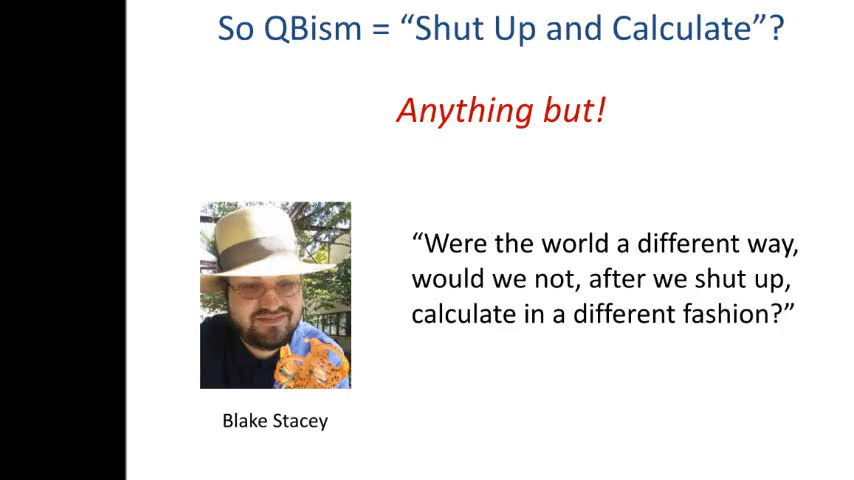 So QBism = “Shut Up and Calculate”?
Anything but!
“Were the world a different way,
would we not, after we shut up,
calculate in a different fashion?”
Blake Stacey